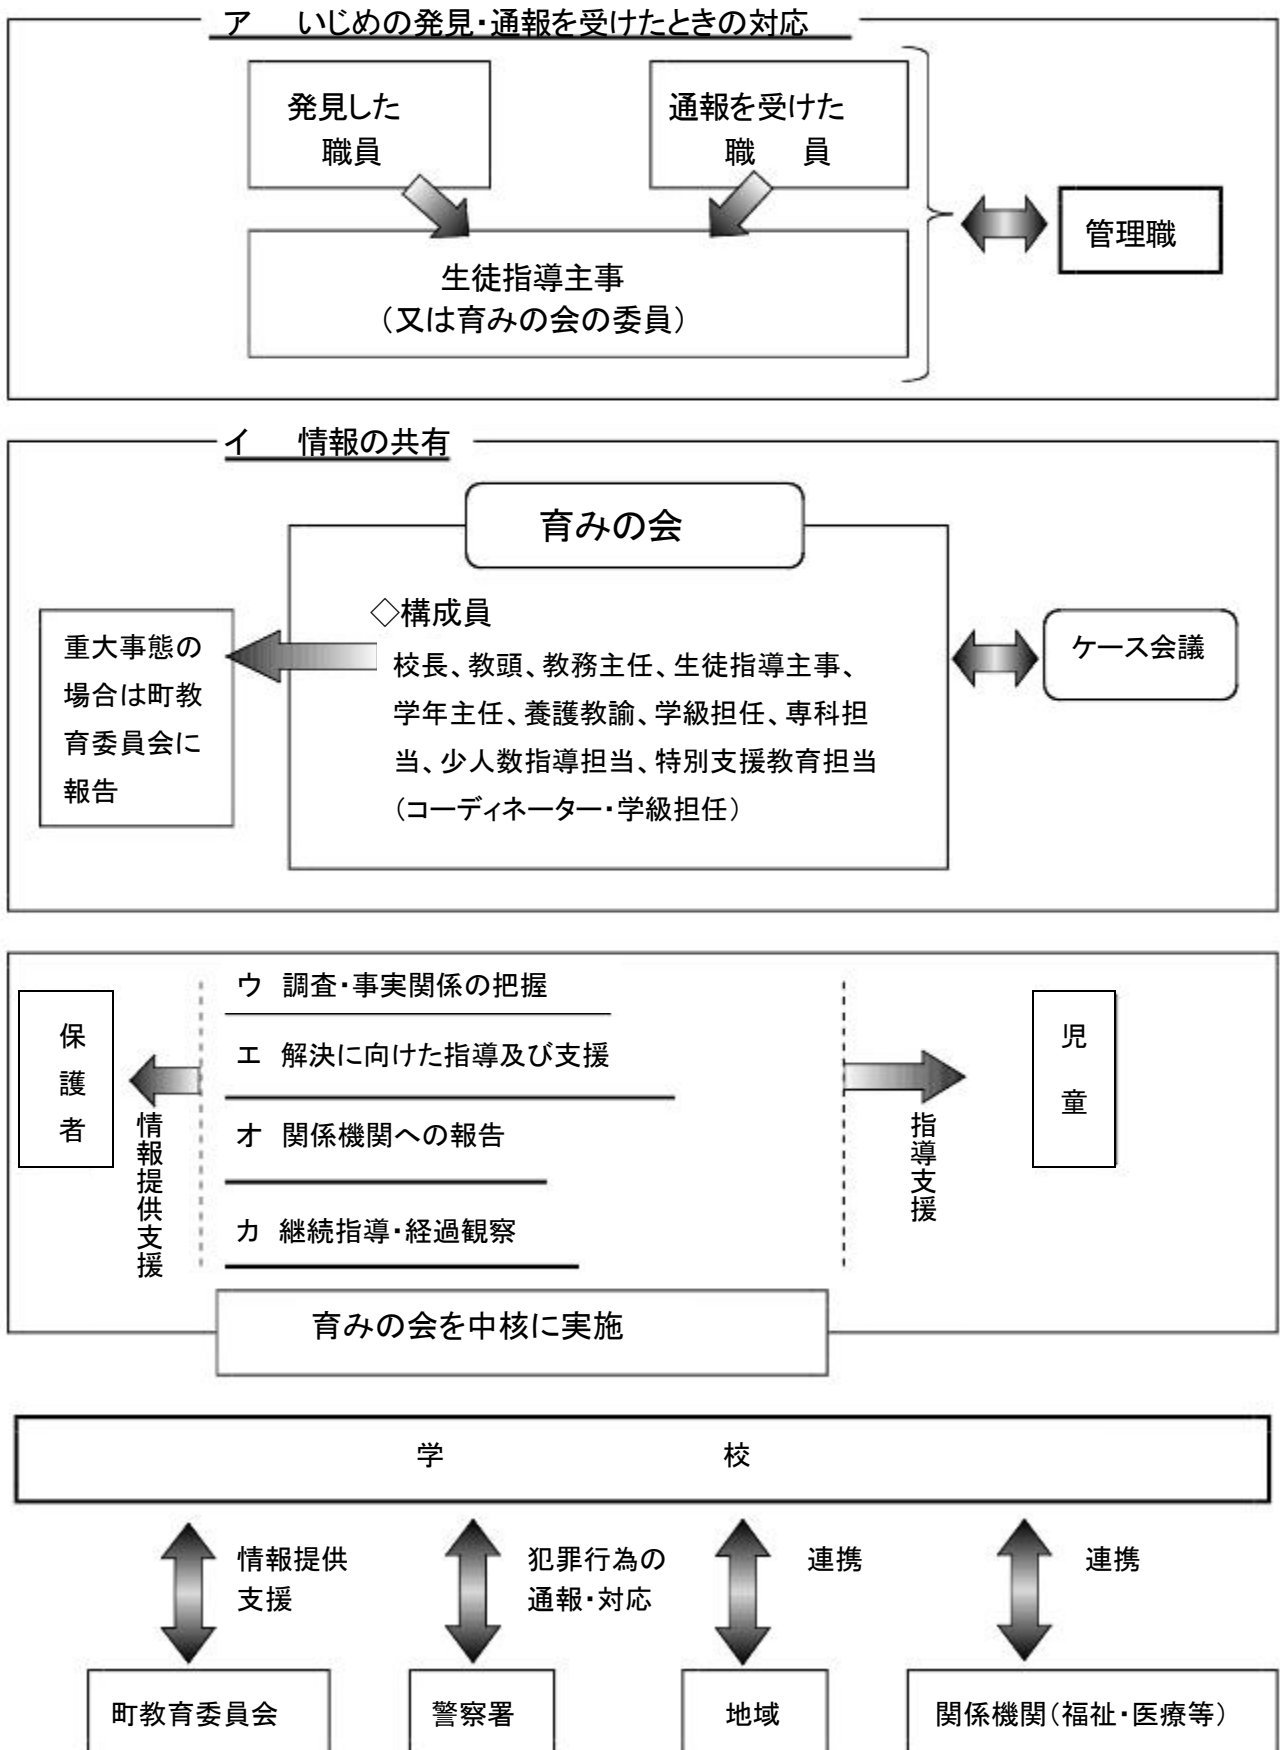 ア　いじめの発見・通報を受けたときの対応
発見した
職員
通報を受けた
職　員
生徒指導主事
（又は育みの会の委員）
管理職
イ　情報の共有
育みの会
◇構成員
校長、教頭、教務主任、生徒指導主事、
学年主任、養護教諭、学級担任、専科担
当、少人数指導担当、特別支援教育担当
（コーディネーター・学級担任）
重大事態の
場合は町教
育委員会に
報告
ケース会議
保護者
情報提供支援
ウ　調査・事実関係の把握
エ　解決に向けた指導及び支援
オ　関係機関への報告
カ　継続指導・経過観察
指導支援
児童
育みの会を中核に実施
学　校
情報提供
支援
犯罪行為の
通報・対応
連携
連携
町教育委員会
警察署
地域
関係機関（福祉・医療等）